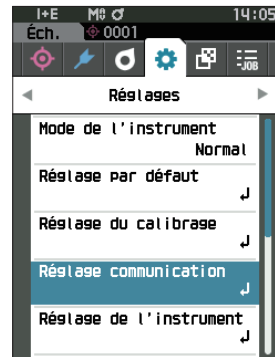 I+E M0 14:05
Éch. 0001
-JOB
Réglages
Mode de l'instrument
Normal
Réglage par défaut
Réglage du calibrage
Réglage communication
Réglage de l'instrument